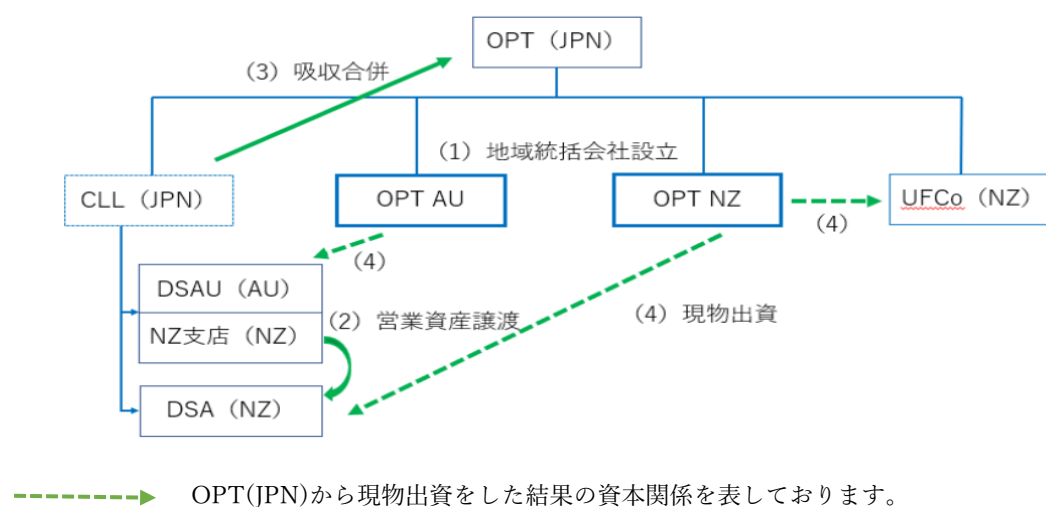 OPT（JPN）
（3）吸収合併
（1）地域統括会社設立
CLL（JPN）
OPT AU
OPT NZ
UFCo（NZ）
（4）
（4）
DSAU（AU）
（2）営業資産譲渡
（4）現物出資
NZ支店（NZ）
DSA（NZ）
OPT(JPN)から現物出資をした結果の資本関係を表しております。